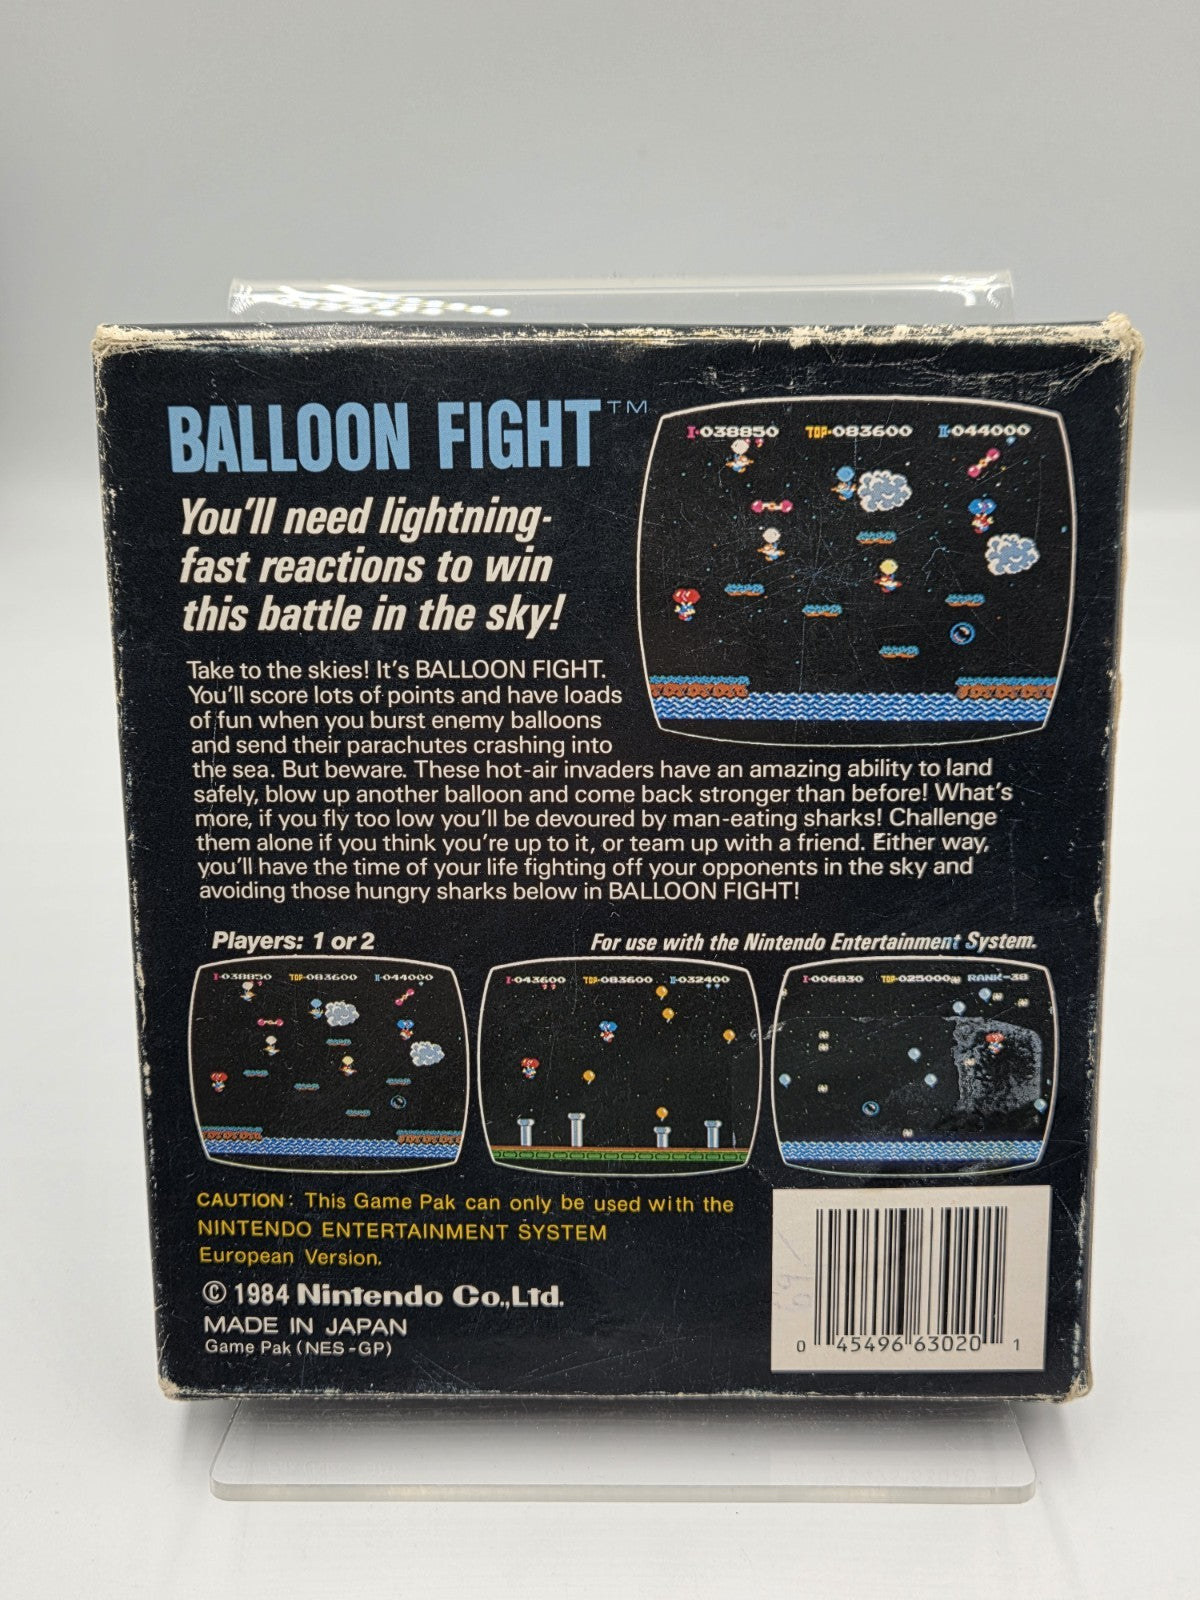 BALLOON FIGHT™
You'll need lightning-
fast reactions to win
this battle in the sky!
I-038850 TOP-083600 II-044000
Take to the skies! It's BALLOON FIGHT.
You'll score lots of points and have loads
of fun when you burst enemy balloons
and send their parachutes crashing into
the sea. But beware. These hot-air invaders have an amazing ability to land
safely, blow up another balloon and come back stronger than before! What's
more, if you fly too low you'll be devoured by man-eating sharks! Challenge
them alone if you think you're up to it, or team up with a friend. Either way,
you'll have the time of your life fighting off your opponents in the sky and
avoiding those hungry sharks below in BALLOON FIGHT!
Players: 1 or 2
For use with the Nintendo Entertainment System.
I-038850 TOP-083600 II-044000
I-043600 TOP-083600 II-032400
I-006830 TOP-025000 RANK-38
CAUTION: This Game Pak can only be used with the
NINTENDO ENTERTAINMENT SYSTEM
European Version.
© 1984 Nintendo Co.,Ltd.
MADE IN JAPAN
Game Pak (NES-GP)
0 45496 63020 1